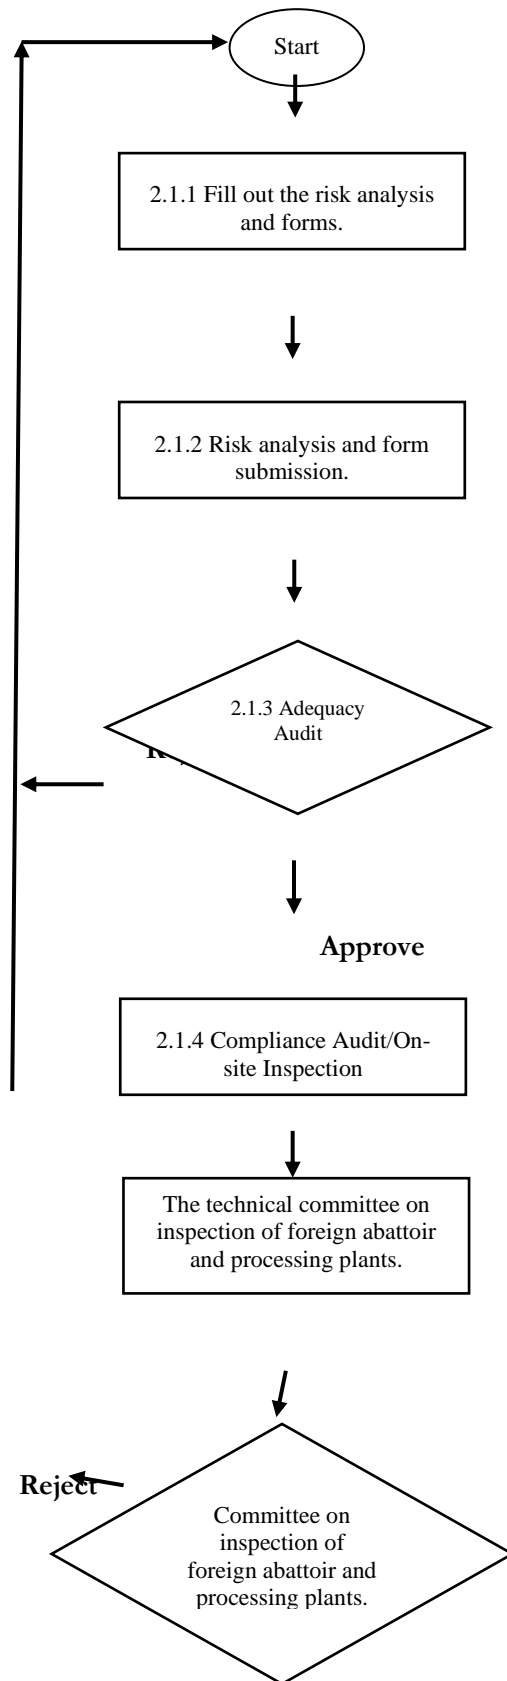 Start
2.1.1 Fill out the risk analysis
and forms.
2.1.2 Risk analysis and form
submission.
2.1.3 Adequacy
Audit
Approve
2.1.4 Compliance Audit/On-
site Inspection
The technical committee on
inspection of foreign abattoir
and processing plants.
Reject
Committee on
inspection of
foreign abattoir and
processing plants.